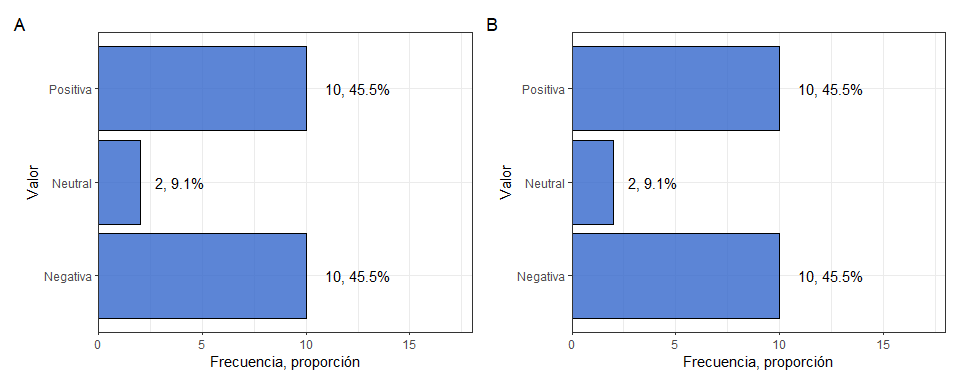 A
Valor
Positiva
10, 45.5%
Neutral
2, 9.1%
Negativa
10, 45.5%
0 5 10 15
Frecuencia, proporción
B
Valor
Positiva
10, 45.5%
Neutral
2, 9.1%
Negativa
10, 45.5%
0 5 10 15
Frecuencia, proporción